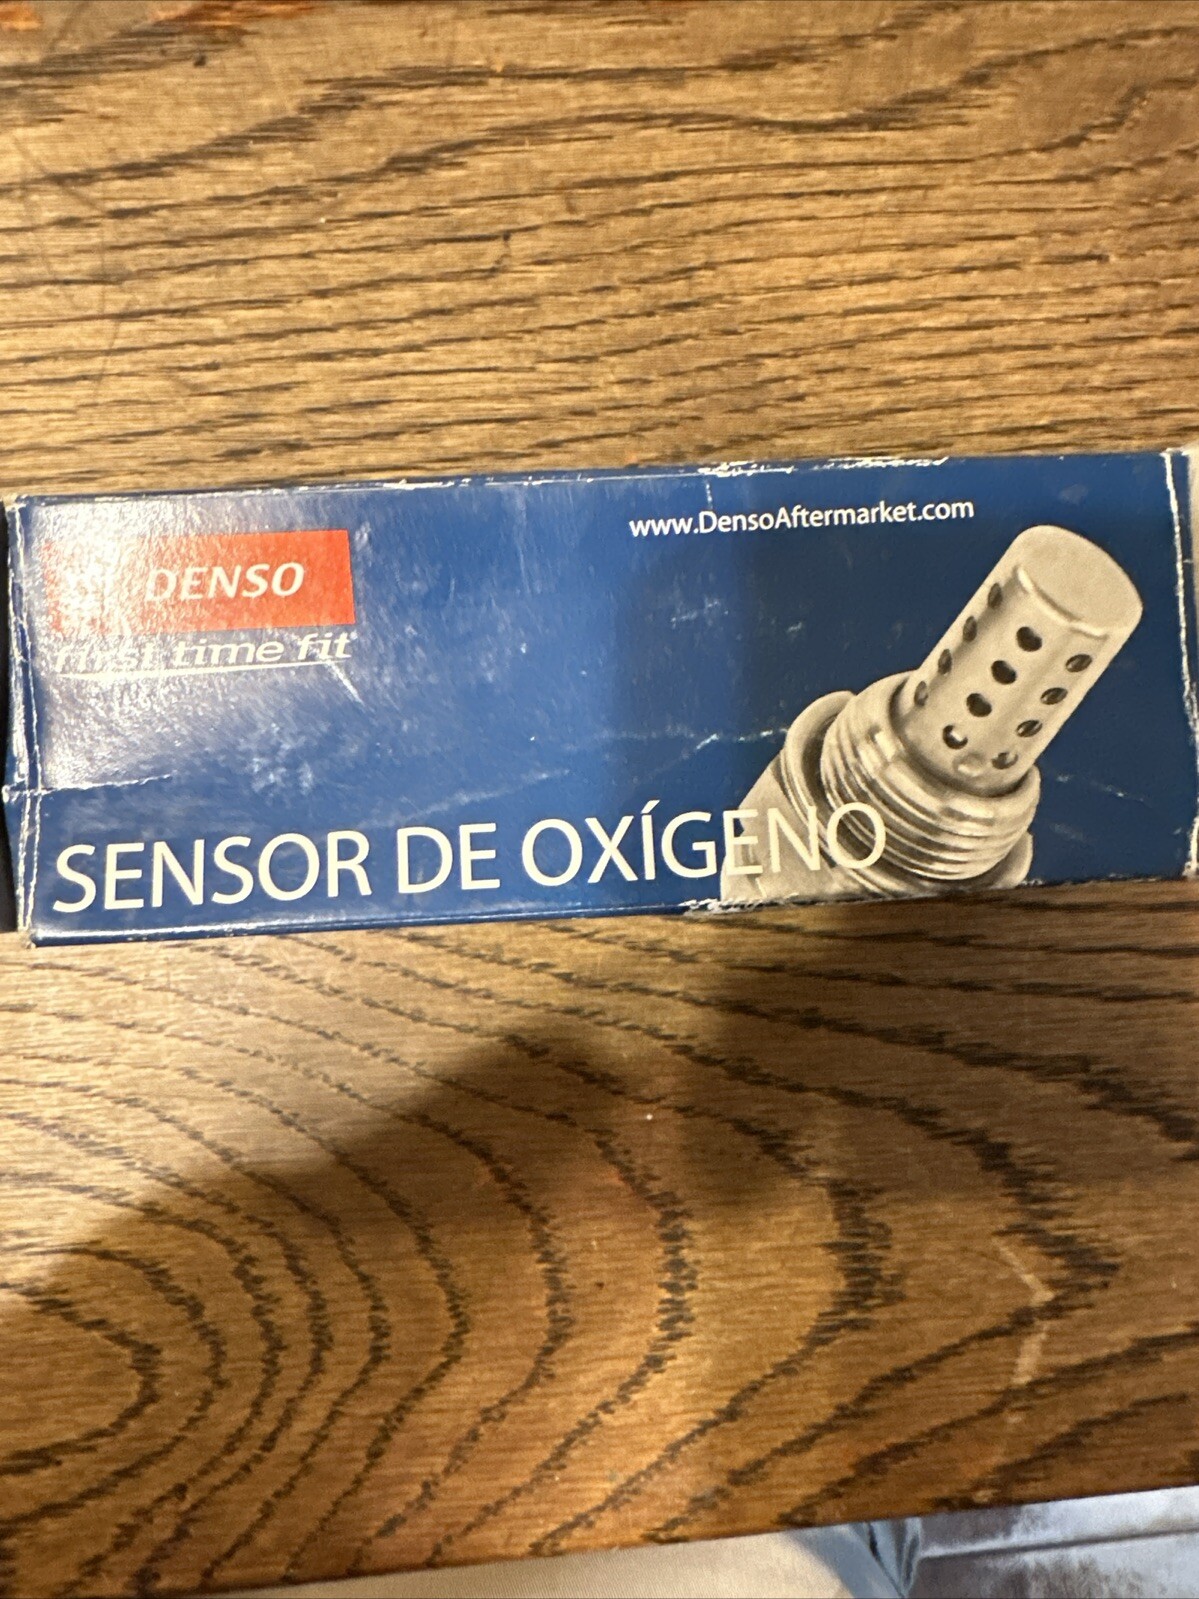 www.DensoAftermarket.com
DENSO
first time fit
SENSOR DE OXÍGENO